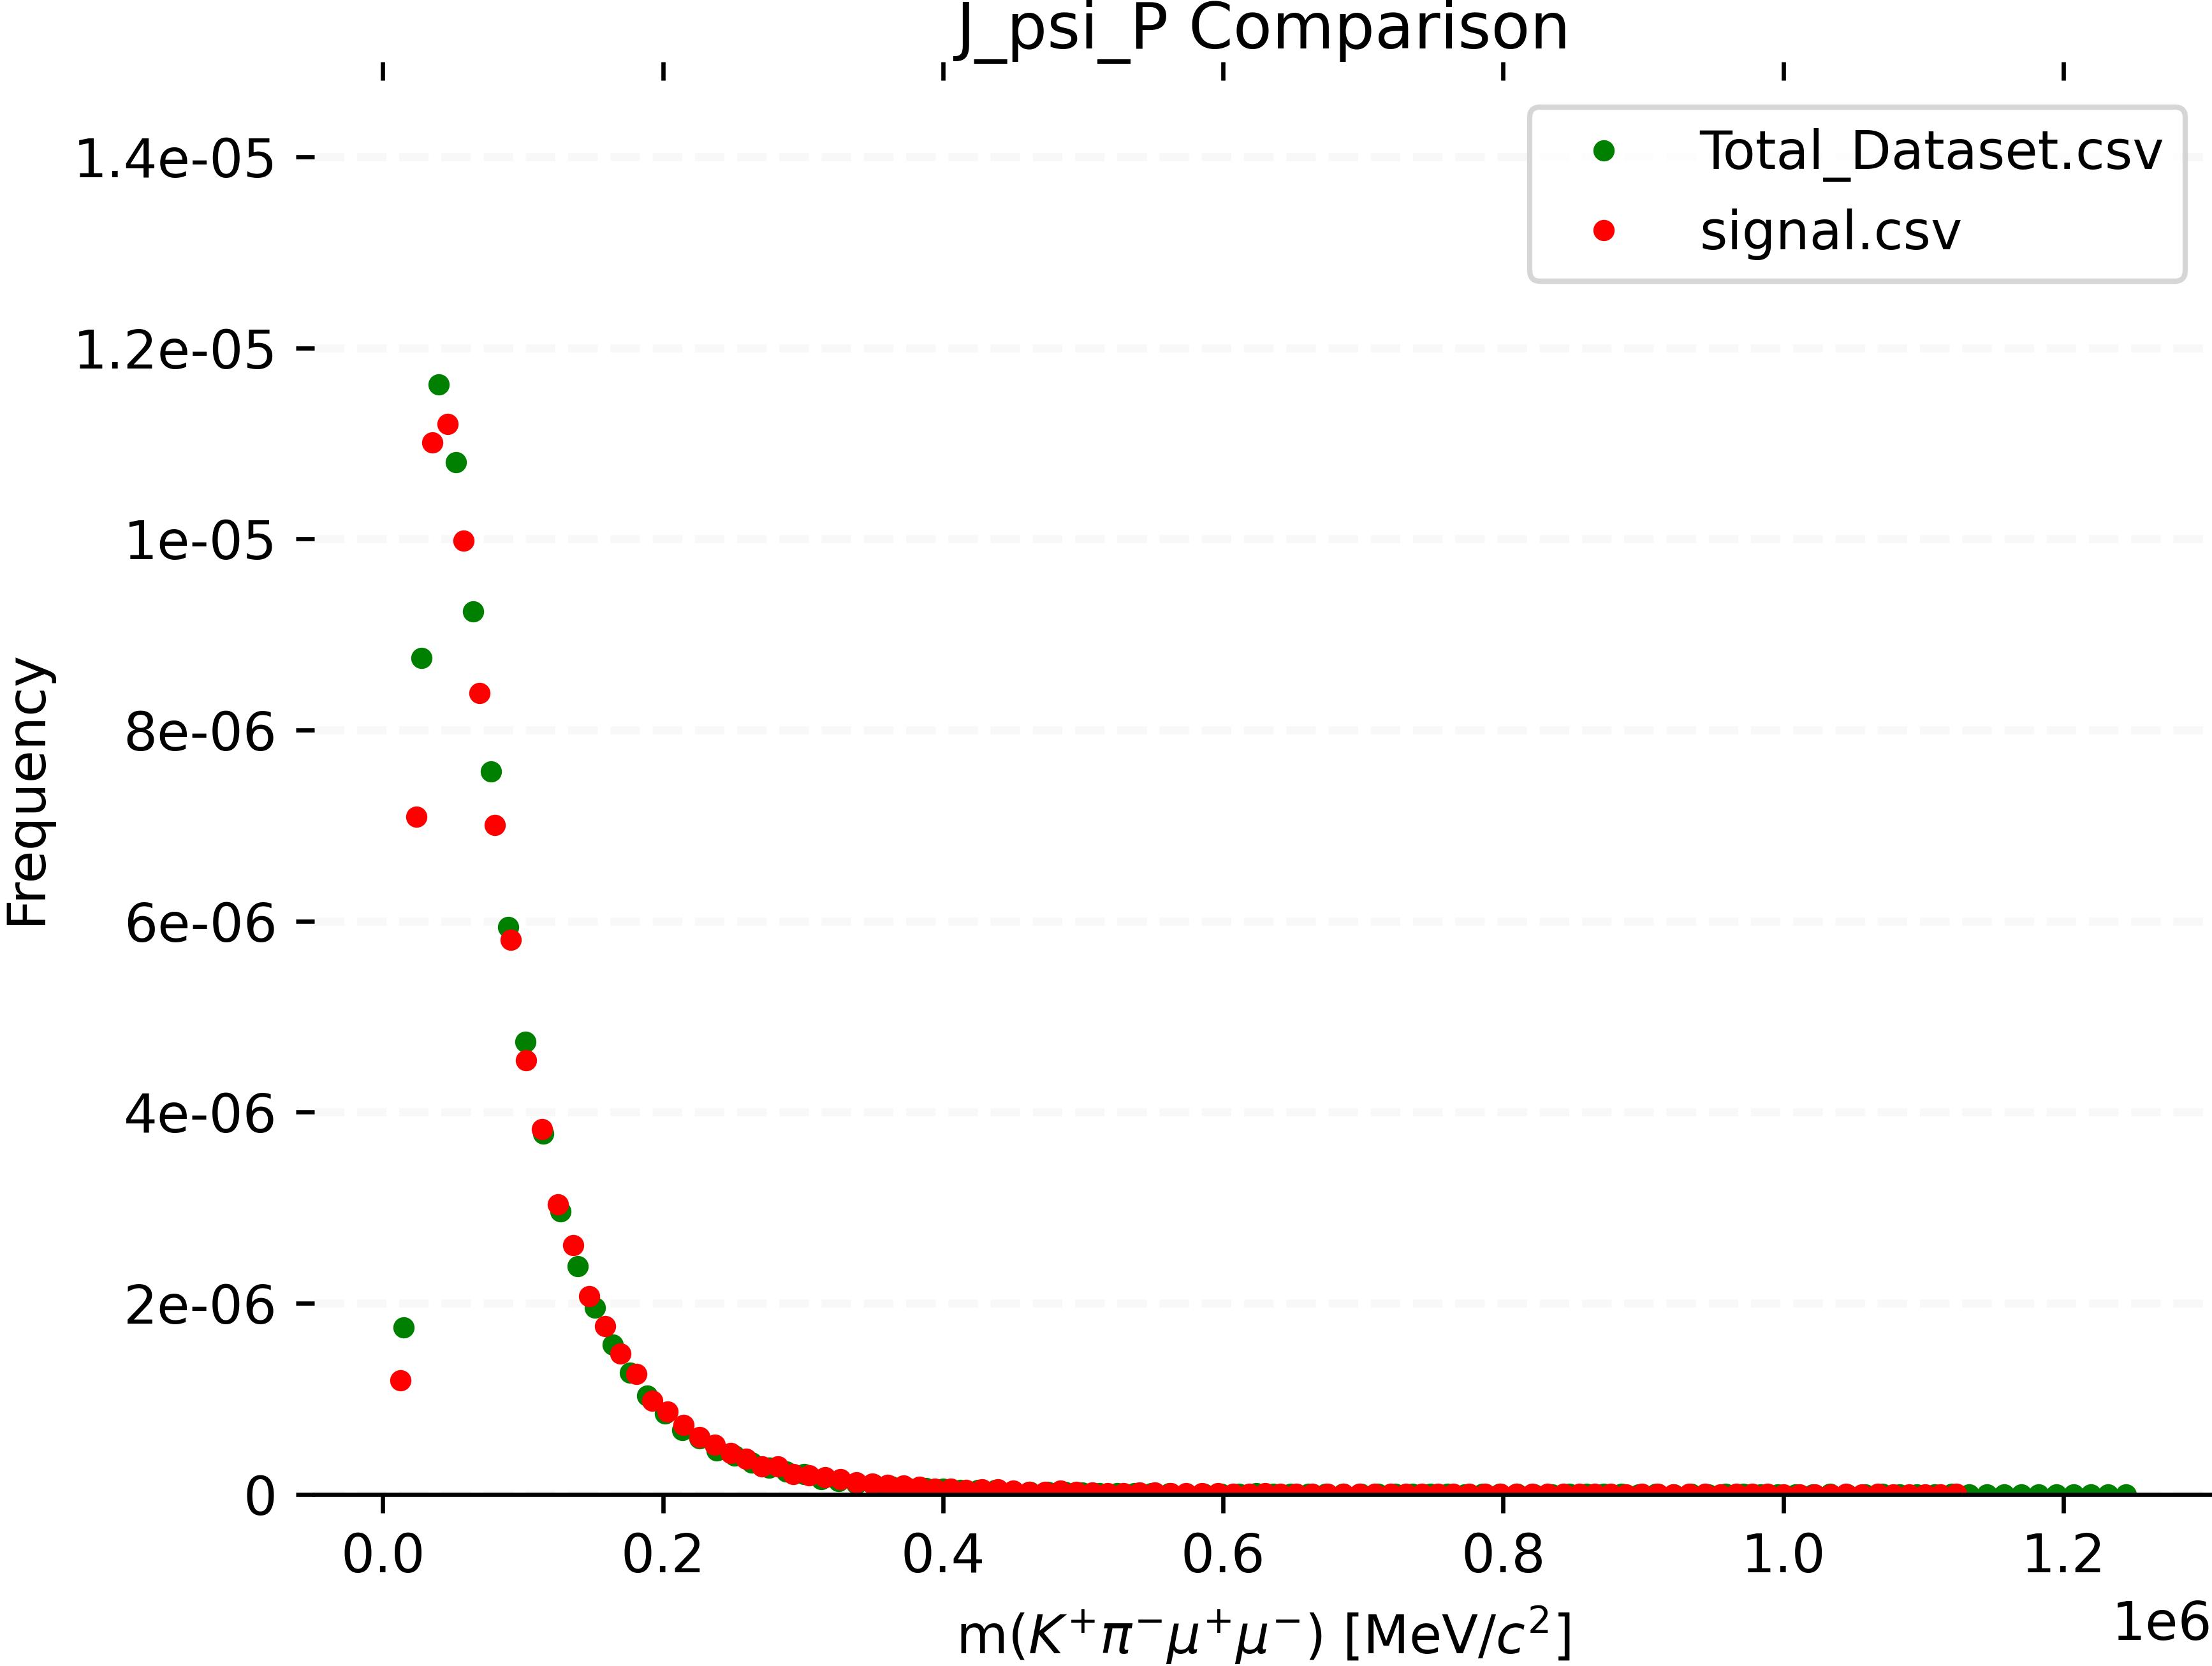 J_psi_P Comparison
Total_Dataset.csv
signal.csv
1.4e-05
1.2e-05
1e-05
8e-06
6e-06
4e-06
2e-06
0
Frequency
0.0 0.2 0.4 0.6 0.8 1.0 1.2
1e6
m(K⁺π⁻μ⁺μ⁻) [MeV/c²]